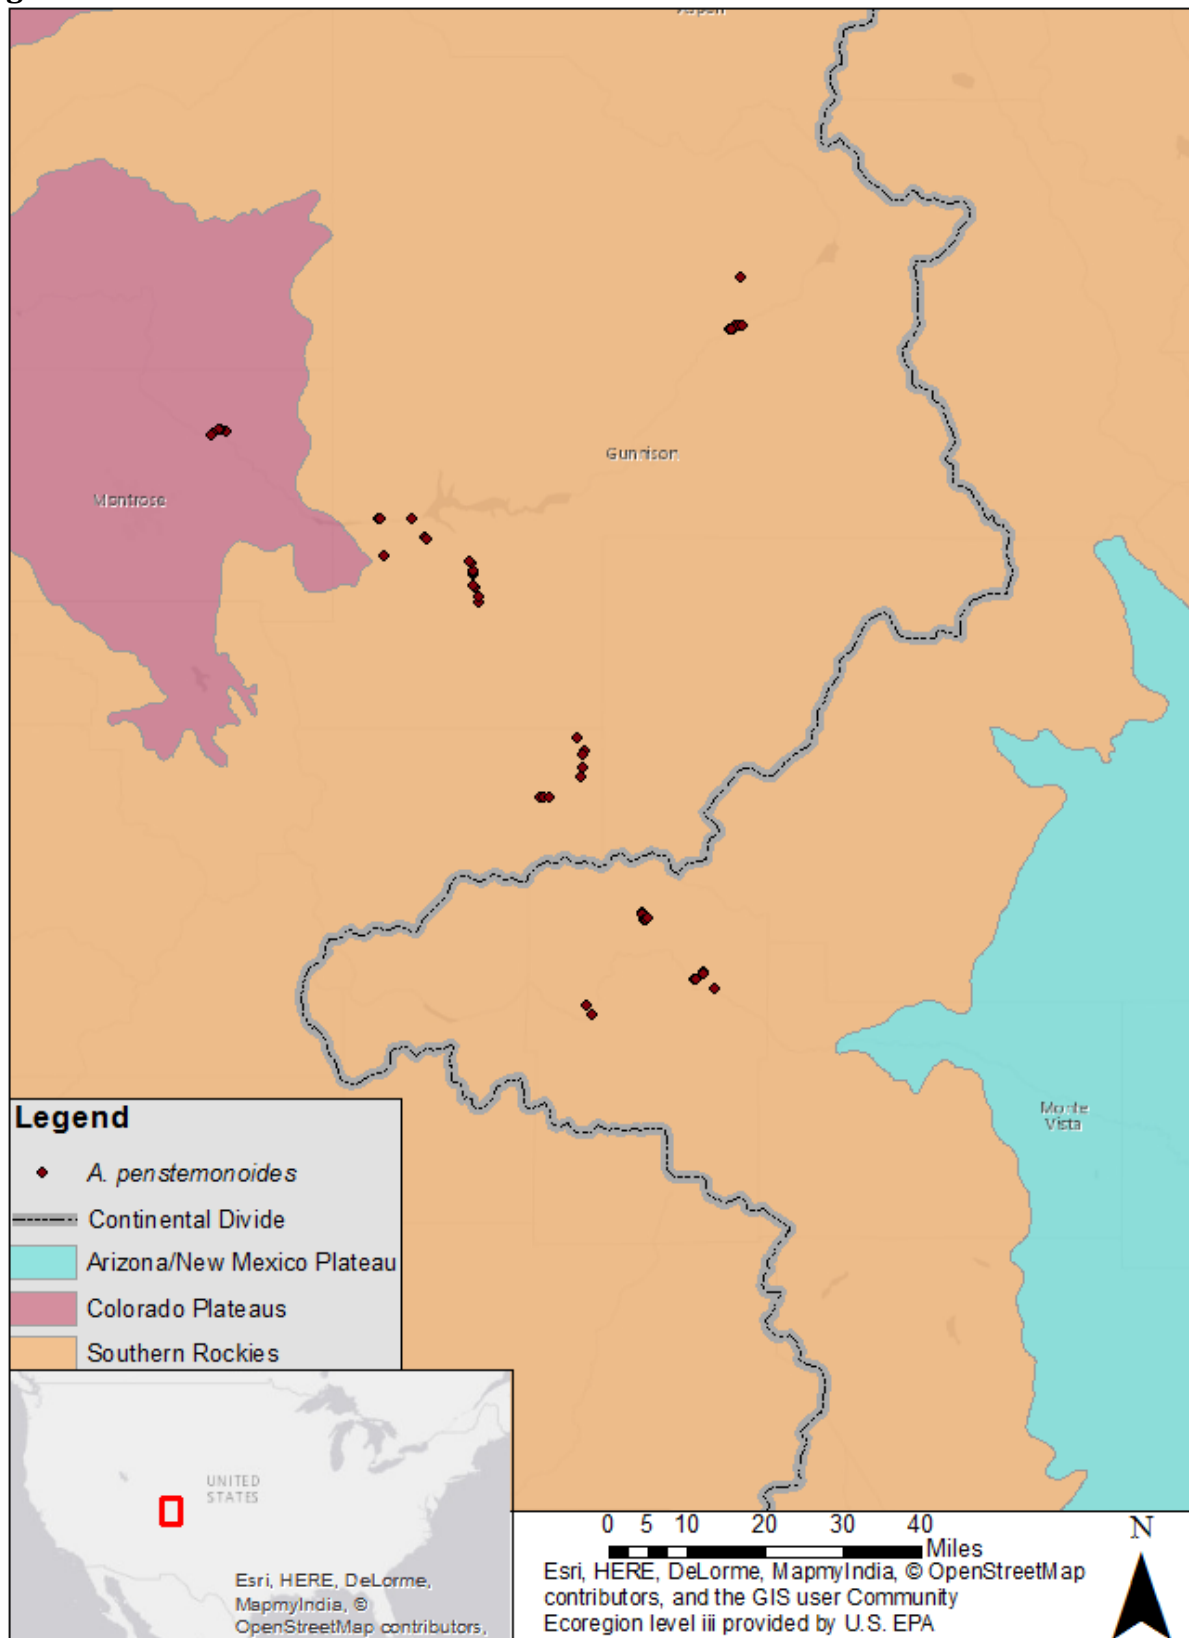 Aspen
Gunnison
Montrose
Monte
Vista
Legend
A. penstemonoides
Continental Divide
Arizona/New Mexico Plateau
Colorado Plateaus
Southern Rockies
UNITED
STATES
Esri, HERE, DeLorme,
MapmyIndia, ©
OpenStreetMap contributors,
0 5 10 20 30 40
Miles
N
Esri, HERE, DeLorme, MapmyIndia, © OpenStreetMap
contributors, and the GIS user Community
Ecoregion level iii provided by U.S. EPA